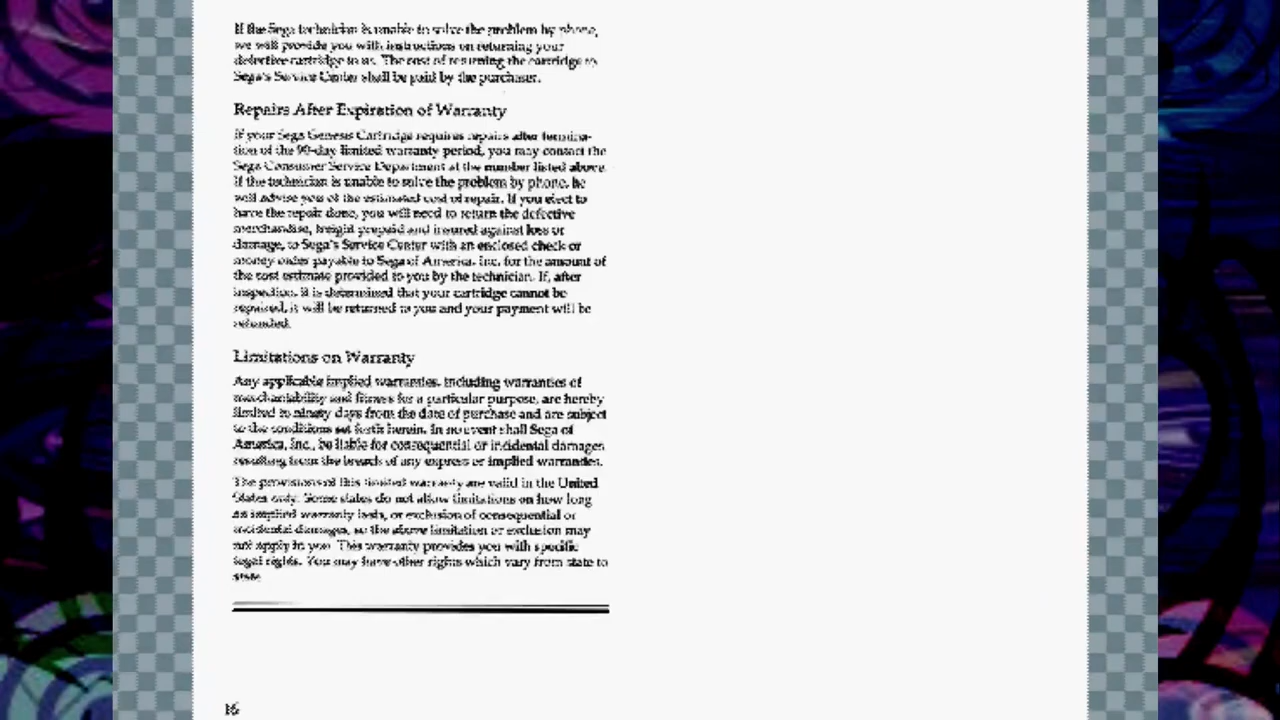 If the Sega technician is unable to solve the problem by phone,
we will provide you with instructions on returning your
defective cartridge to us. The cost of returning the cartridge to
Sega's Service Center shall be paid by the purchaser.
Repairs After Expiration of Warranty
If your Sega Genesis Cartridge requires repairs after termina-
tion of the 90-day limited warranty period, you may contact the
Sega Consumer Service Department at the number listed above.
If the technician is unable to solve the problem by phone, he
will advise you of the estimated cost of repair. If you elect to
have the repair done, you will need to return the defective
merchandise, freight prepaid and insured against loss or
damage, to Sega's Service Center with an enclosed check or
money order payable to Sega of America, Inc. for the amount of
the cost estimate provided to you by the technician. If, after
inspection, it is determined that your cartridge cannot be
repaired, it will be returned to you and your payment will be
refunded.
Limitations on Warranty
Any applicable implied warranties, including warranties of
merchantability and fitness for a particular purpose, are hereby
limited to ninety days from the date of purchase and are subject
to the conditions set forth herein. In no event shall Sega of
America, Inc., be liable for consequential or incidental damages
resulting from the breach of any express or implied warranties.
The provisions of this limited warranty are valid in the United
States only. Some states do not allow limitations on how long
an implied warranty lasts, or exclusion of consequential or
incidental damages, so the above limitation or exclusion may
not apply to you. This warranty provides you with specific
legal rights. You may have other rights which vary from state to
state.
16